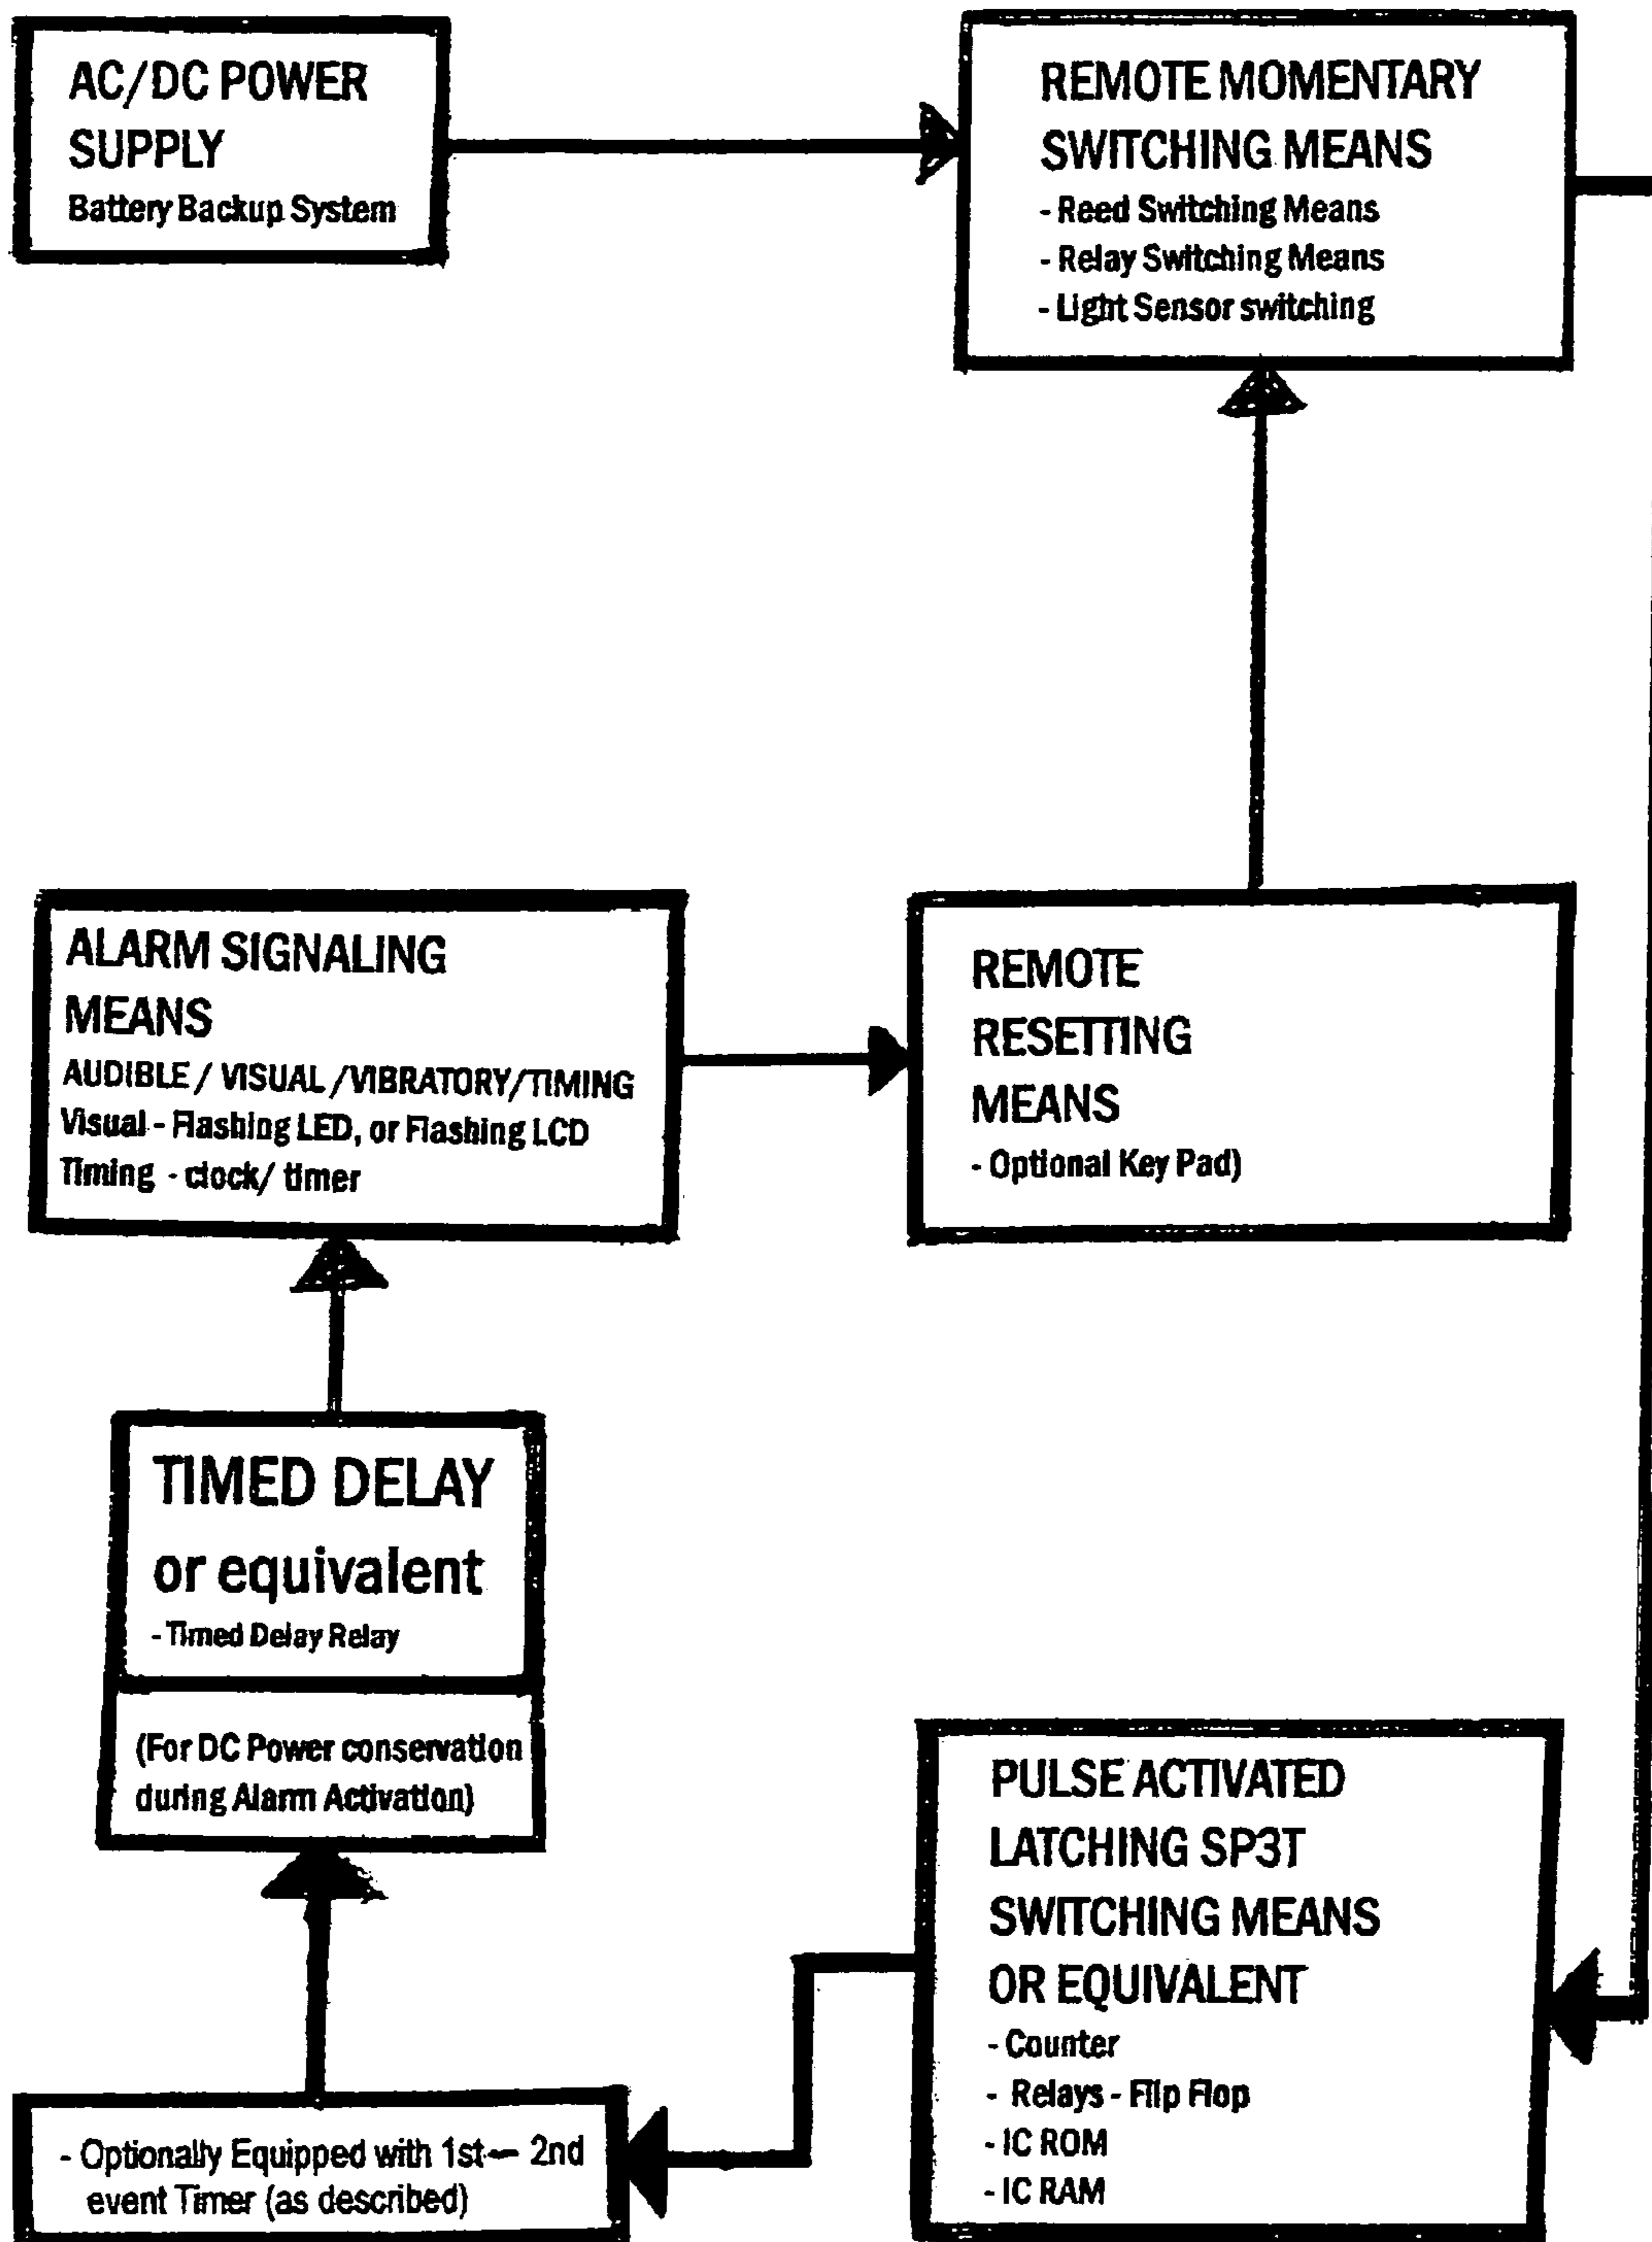 AC/DC POWER
SUPPLY
Battery Backup System
REMOTE MOMENTARY
SWITCHING MEANS
- Reed Switching Means
- Relay Switching Means
- Light Sensor switching
ALARM SIGNALING
MEANS
AUDIBLE / VISUAL /VIBRATORY/TIMING
Visual - Flashing LED, or Flashing LCD
Timing - clock/ timer
REMOTE
RESETTING
MEANS
- Optional Key Pad)
TIMED DELAY
or equivalent
- Timed Delay Relay
(For DC Power conservation
during Alarm Activation)
PULSE ACTIVATED
LATCHING SP3T
SWITCHING MEANS
OR EQUIVALENT
- Counter
- Relays - Flip Flop
- IC ROM
- IC RAM
- Optionally Equipped with 1st — 2nd
event Timer (as described)